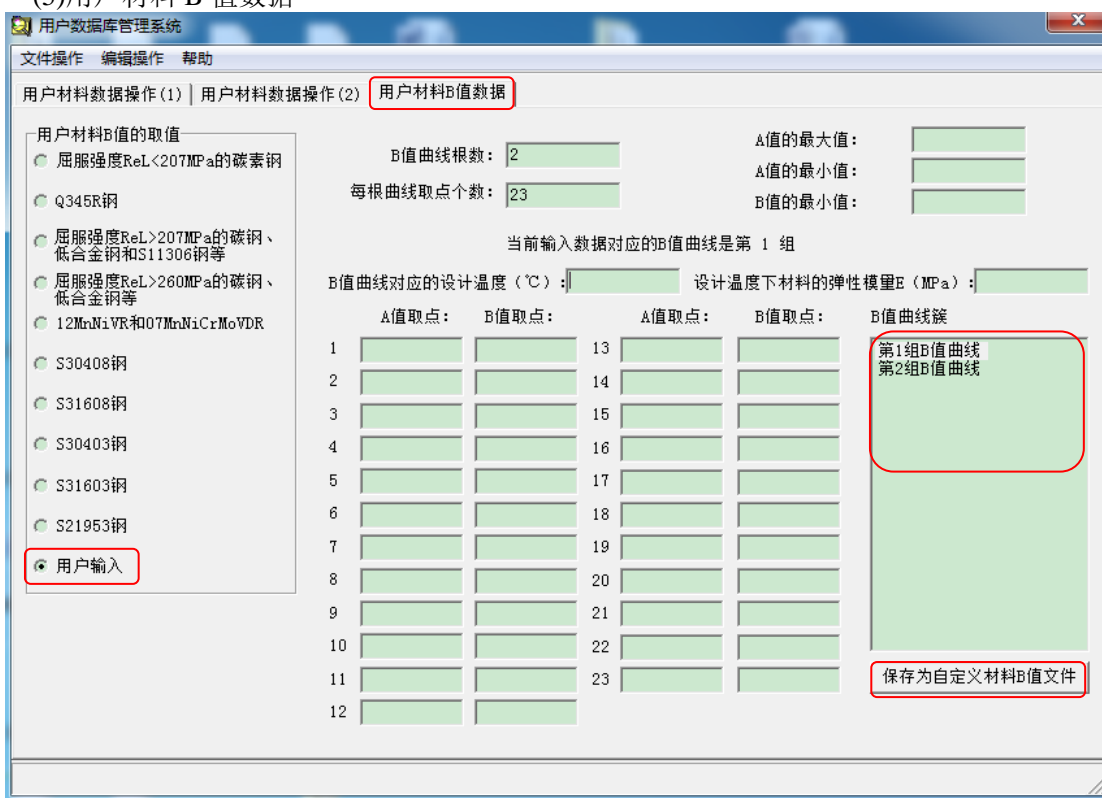 (3)用户材料 B 值数据
用户数据库管理系统
文件操作 编辑操作 帮助
用户材料数据操作(1) 用户材料数据操作(2) 用户材料B值数据
用户材料B值的取值
屈服强度ReL<207MPa的碳素钢
Q345R钢
屈服强度ReL>207MPa的碳钢、
低合金钢和S11306钢等
屈服强度ReL>260MPa的碳钢、
低合金钢等
12MnNiVR和07MnNiCrMoVDR
S30408钢
S31608钢
S30403钢
S31603钢
S21953钢
用户输入
B值曲线根数: 2
每根曲线取点个数: 23
A值的最大值:
A值的最小值:
B值的最小值:
当前输入数据对应的B值曲线是第 1 组
B值曲线对应的设计温度(℃): 设计温度下材料的弹性模量E(MPa):
A值取点: B值取点: A值取点: B值取点: B值曲线簇
1 13 第1组B值曲线
第2组B值曲线
2 14
3 15
4 16
5 17
6 18
7 19
8 20
9 21
10 22
11 23 保存为自定义材料B值文件
12